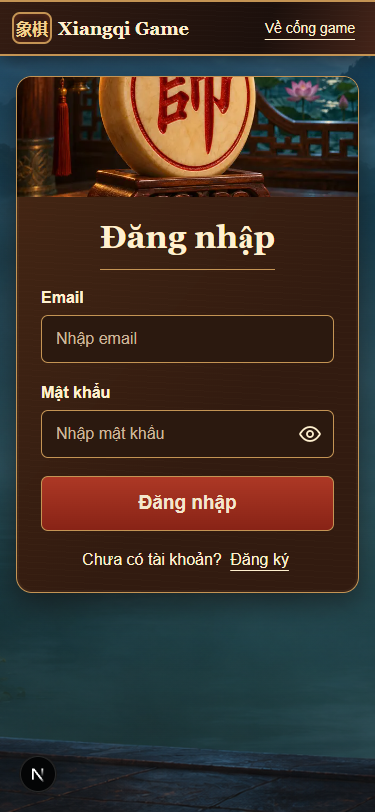 象棋 Xiangqi Game
Về cổng game
帥
Đăng nhập
Email
Nhập email
Mật khẩu
Nhập mật khẩu
Đăng nhập
Chưa có tài khoản? Đăng ký
N